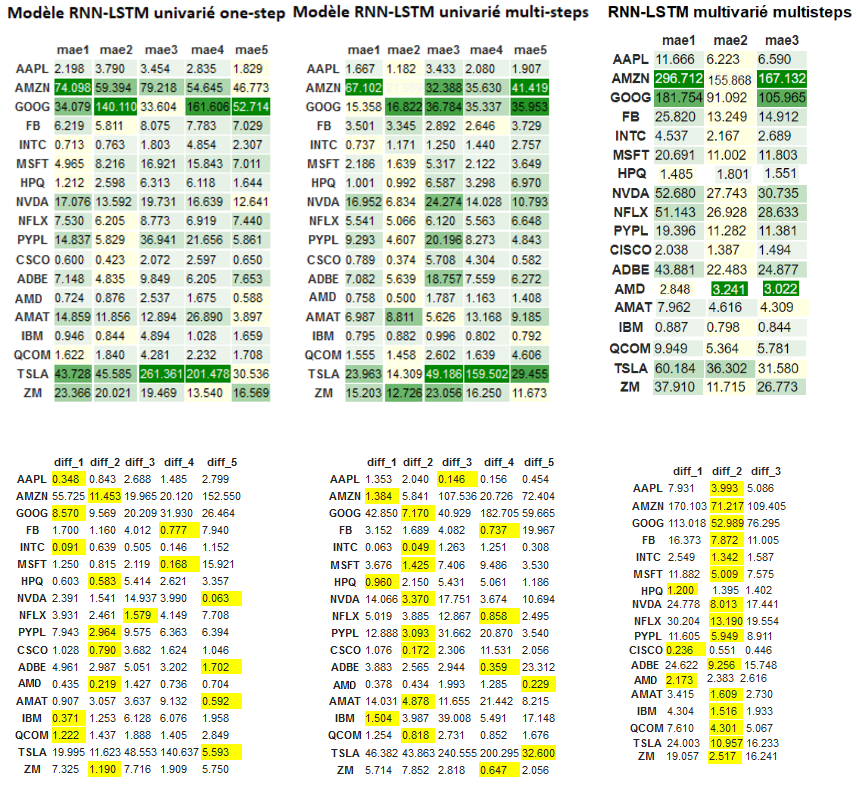 Modèle RNN-LSTM univarié one-step
mae1 mae2 mae3 mae4 mae5
AAPL 2.198 3.790 3.454 2.835 1.829
AMZN 74.098 59.394 79.218 54.645 46.773
GOOG 34.079 140.110 33.604 161.606 52.714
FB 6.219 5.811 8.075 7.783 7.029
INTC 0.713 0.763 1.803 4.854 2.307
MSFT 4.965 8.216 16.921 15.843 7.011
HPQ 1.212 2.598 6.313 6.118 1.644
NVDA 17.076 13.592 19.731 16.639 12.641
NFLX 7.530 6.205 8.773 6.919 7.440
PYPL 14.837 5.829 36.941 21.656 5.861
CSCO 0.600 0.423 2.072 2.597 0.650
ADBE 7.148 4.835 9.849 6.205 7.653
AMD 0.724 0.876 2.537 1.675 0.588
AMAT 14.859 11.856 12.894 26.890 3.897
IBM 0.946 0.844 4.894 1.028 1.659
QCOM 1.622 1.840 4.281 2.232 1.708
TSLA 43.728 45.585 261.361 201.478 30.536
ZM 23.366 20.021 19.469 13.540 16.569
Modèle RNN-LSTM univarié multi-steps
mae1 mae2 mae3 mae4 mae5
AAPL 1.667 1.182 3.433 2.080 1.907
AMZN 67.102 32.388 35.630 41.419
GOOG 15.358 16.822 36.784 35.337 35.953
FB 3.501 3.345 2.892 2.646 3.729
INTC 0.737 1.171 1.250 1.440 2.757
MSFT 2.186 1.639 5.317 2.122 3.649
HPQ 1.001 0.992 6.587 3.298 6.970
NVDA 16.952 6.834 24.274 14.028 10.793
NFLX 5.541 5.066 6.120 5.563 6.648
PYPL 9.293 4.607 20.196 8.273 4.843
CSCO 0.789 0.374 5.708 4.304 0.582
ADBE 7.082 5.639 18.757 7.559 6.272
AMD 0.758 0.500 1.787 1.163 1.408
AMAT 6.987 8.811 5.626 13.168 9.185
IBM 0.795 0.882 0.996 0.802 0.792
QCOM 1.555 1.458 2.602 1.639 4.606
TSLA 23.963 14.309 49.186 159.502 29.455
ZM 15.203 12.726 23.056 16.250 11.673
RNN-LSTM multivarié multisteps
mae1 mae2 mae3
AAPL 11.666 6.223 6.590
AMZN 296.712 155.868 167.132
GOOG 181.754 91.092 105.965
FB 25.820 13.249 14.912
INTC 4.537 2.167 2.689
MSFT 20.691 11.002 11.803
HPQ 1.485 1.801 1.551
NVDA 52.680 27.743 30.735
NFLX 51.143 26.928 28.633
PYPL 19.396 11.282 11.381
CISCO 2.038 1.387 1.494
ADBE 43.881 22.483 24.877
AMD 2.848 3.241 3.022
AMAT 7.962 4.616 4.309
IBM 0.887 0.798 0.844
QCOM 9.949 5.364 5.781
TSLA 60.184 36.302 31.580
ZM 37.910 11.715 26.773
diff_1 diff_2 diff_3 diff_4 diff_5
AAPL 0.348 0.843 2.688 1.485 2.799
AMZN 55.725 11.453 19.965 20.120 152.550
GOOG 8.570 9.569 20.209 31.930 26.464
FB 1.700 1.160 4.012 0.777 7.940
INTC 0.091 0.639 0.505 0.146 1.152
MSFT 1.250 0.815 2.119 0.168 15.921
HPQ 0.603 0.583 5.414 2.621 3.357
NVDA 2.391 1.541 14.937 3.990 0.063
NFLX 3.931 2.461 1.579 4.149 7.708
PYPL 7.943 2.964 9.575 6.363 6.394
CSCO 1.028 0.790 3.682 1.624 1.046
ADBE 4.961 2.987 5.051 3.202 1.702
AMD 0.435 0.219 1.427 0.736 0.704
AMAT 0.907 3.057 3.637 9.132 0.592
IBM 0.371 1.253 6.128 6.076 1.958
QCOM 1.222 1.437 1.888 1.405 2.849
TSLA 19.995 11.623 48.553 140.637 5.593
ZM 7.325 1.190 7.716 1.909 5.750
diff_1 diff_2 diff_3 diff_4 diff_5
AAPL 1.353 2.040 0.146 0.156 0.454
AMZN 1.384 5.841 107.536 20.726 72.404
GOOG 42.850 7.170 40.929 182.705 59.665
FB 3.152 1.689 4.082 0.737 19.967
INTC 0.063 0.049 1.263 1.251 0.308
MSFT 3.676 1.425 7.406 9.486 3.530
HPQ 0.960 2.150 5.431 5.061 1.186
NVDA 14.066 3.370 17.751 3.674 10.694
NFLX 5.019 3.885 12.867 0.858 2.495
PYPL 12.888 3.093 31.662 20.870 3.540
CSCO 1.076 0.172 2.306 11.531 2.056
ADBE 3.883 2.565 2.944 0.359 23.312
AMD 0.378 0.434 1.993 1.285 0.229
AMAT 14.031 4.878 11.655 21.442 8.215
IBM 1.504 3.987 39.008 5.491 17.148
QCOM 1.254 0.818 2.731 0.852 1.676
TSLA 46.382 43.863 240.555 200.295 32.600
ZM 5.714 7.852 2.818 0.647 2.056
diff_1 diff_2 diff_3
AAPL 7.931 3.993 5.086
AMZN 170.103 71.217 109.405
GOOG 113.018 52.989 76.295
FB 16.373 7.872 11.005
INTC 2.549 1.342 1.587
MSFT 11.882 5.009 7.575
HPQ 1.200 1.395 1.402
NVDA 24.778 8.013 17.441
NFLX 30.204 13.190 19.554
PYPL 11.605 5.949 8.911
CISCO 0.236 0.551 0.446
ADBE 24.622 9.256 15.748
AMD 2.173 2.383 2.616
AMAT 3.415 1.609 2.730
IBM 4.304 1.516 1.933
QCOM 7.610 4.301 5.067
TSLA 24.003 10.957 16.233
ZM 19.057 2.517 16.241